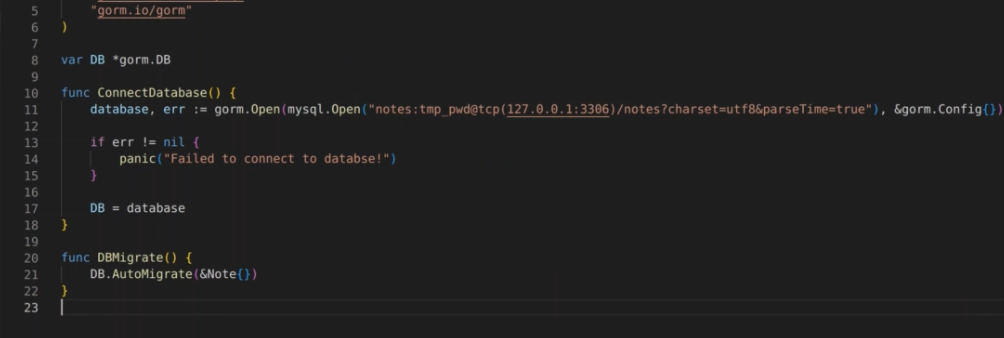 5 "gorm.io/gorm"
6 )
7
8 var DB *gorm.DB
9
10 func ConnectDatabase() {
11 database, err := gorm.Open(mysql.Open("notes:tmp_pwd@tcp(127.0.0.1:3306)/notes?charset=utf8&parseTime=true"), &gorm.Config{})
12
13 if err != nil {
14 panic("Failed to connect to databse!")
15 }
16
17 DB = database
18 }
19
20 func DBMigrate() {
21 DB.AutoMigrate(&Note{})
22 }
23